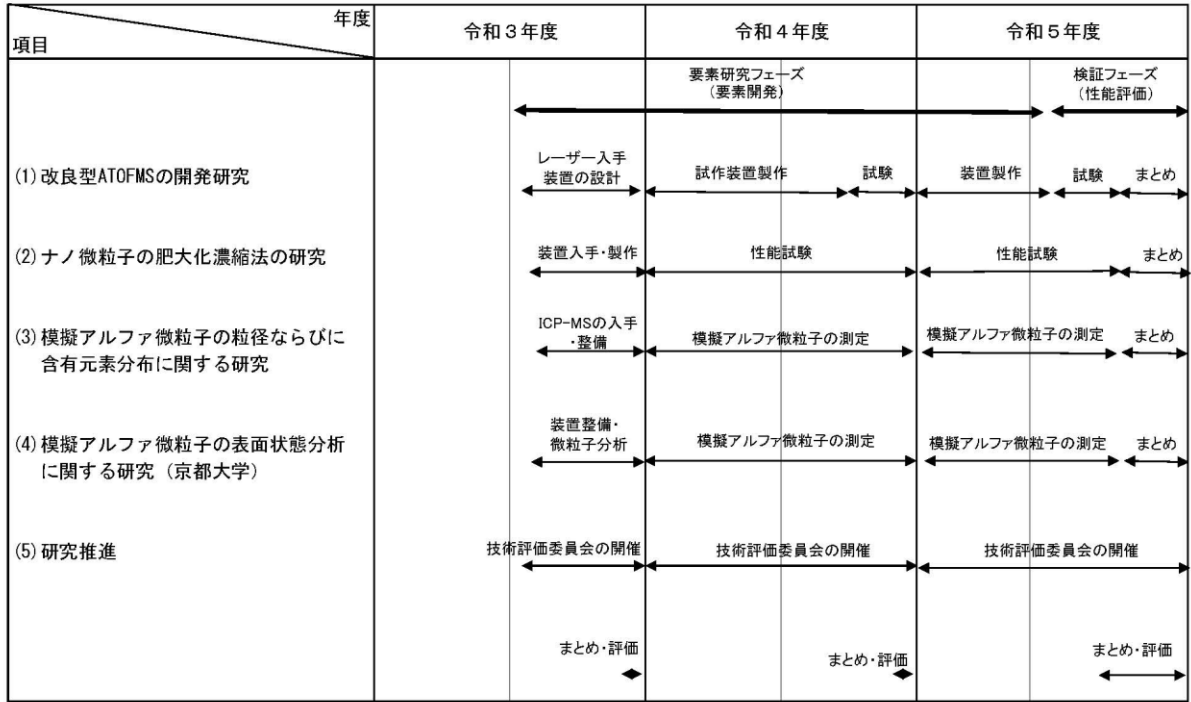 年度
項目
令和3年度
令和4年度
令和5年度
要素研究フェーズ
(要素開発)
検証フェーズ
(性能評価)
(1)改良型ATOFMSの開発研究
レーザー入手
装置の設計
試作装置製作
試験
装置製作
試験
まとめ
(2)ナノ微粒子の肥大化濃縮法の研究
装置入手・製作
性能試験
性能試験
まとめ
(3)模擬アルファ微粒子の粒径ならびに
含有元素分布に関する研究
ICP-MSの入手
・整備
模擬アルファ微粒子の測定
模擬アルファ微粒子の測定
まとめ
(4)模擬アルファ微粒子の表面状態分析
に関する研究（京都大学）
装置整備・
微粒子分析
模擬アルファ微粒子の測定
模擬アルファ微粒子の測定
まとめ
(5)研究推進
技術評価委員会の開催
技術評価委員会の開催
技術評価委員会の開催
まとめ・評価
まとめ・評価
まとめ・評価